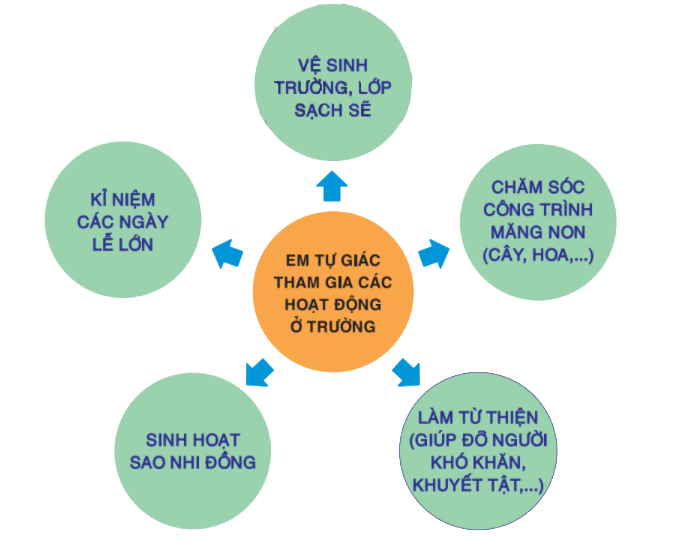 VỆ SINH
TRƯỜNG, LỚP
SẠCH SẼ
KỈ NIỆM
CÁC NGÀY
LỄ LỚN
CHĂM SÓC
CÔNG TRÌNH
MĂNG NON
(CÂY, HOA,...)
EM TỰ GIÁC
THAM GIA CÁC
HOẠT ĐỘNG
Ở TRƯỜNG
SINH HOẠT
SAO NHI ĐỒNG
LÀM TỪ THIỆN
(GIÚP ĐỠ NGƯỜI
KHÓ KHĂN,
KHUYẾT TẬT,...)